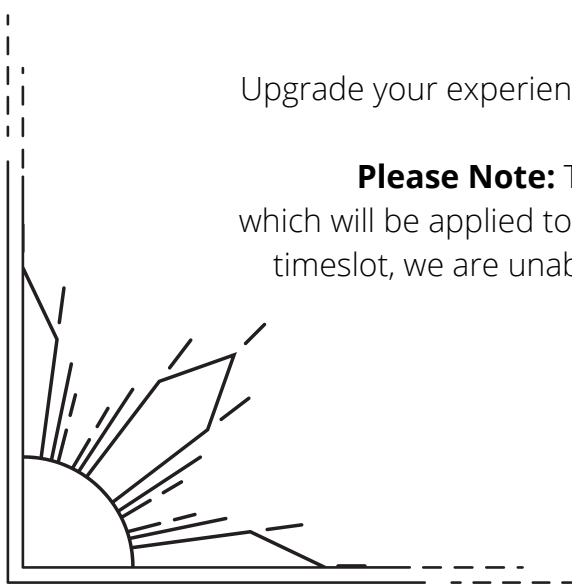 Upgrade your experien
Please Note: T
which will be applied to
timeslot, we are unab